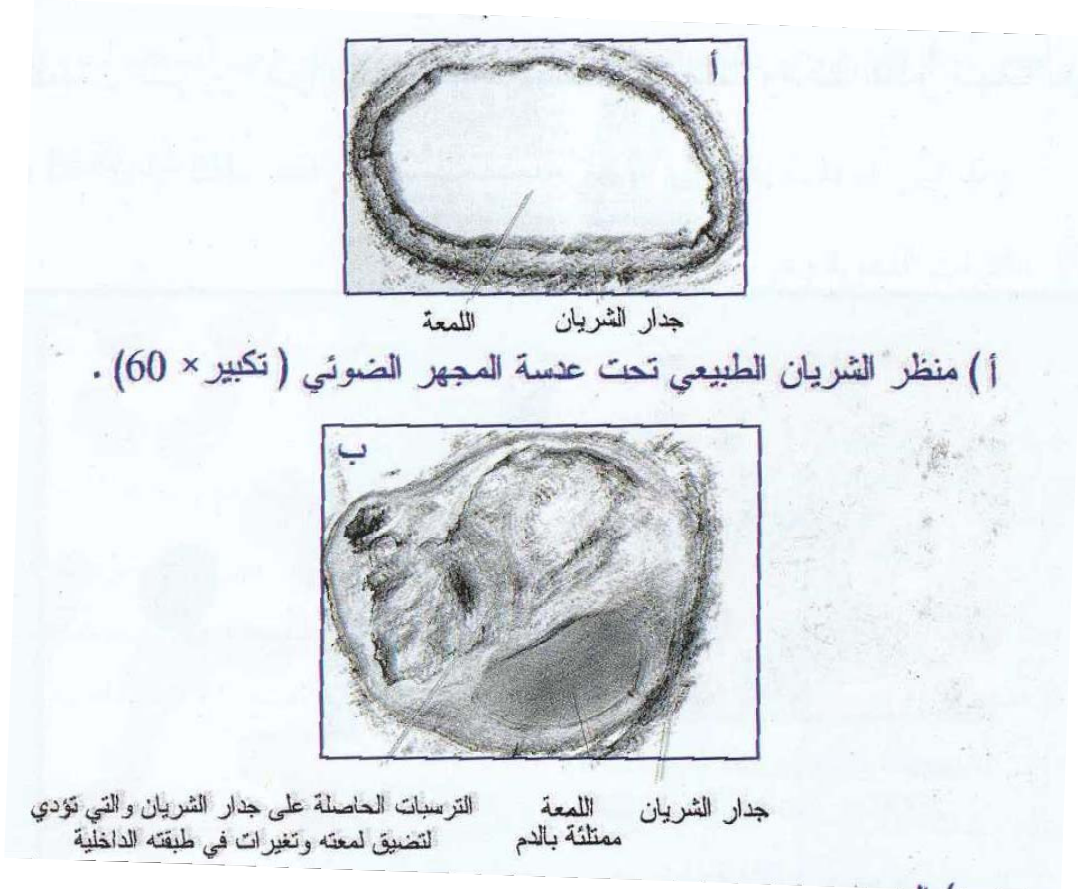 أ
جدار الشريان
اللمعة
أ ) منظر الشريان الطبيعي تحت عدسة المجهر الضوئي ( تكبير × 60) .
ب
جدار الشريان
اللمعة
ممتلئة بالدم
الترسبات الحاصلة على جدار الشريان والتي تؤدي
لتضيق لمعته وتغيرات في طبقته الداخلية